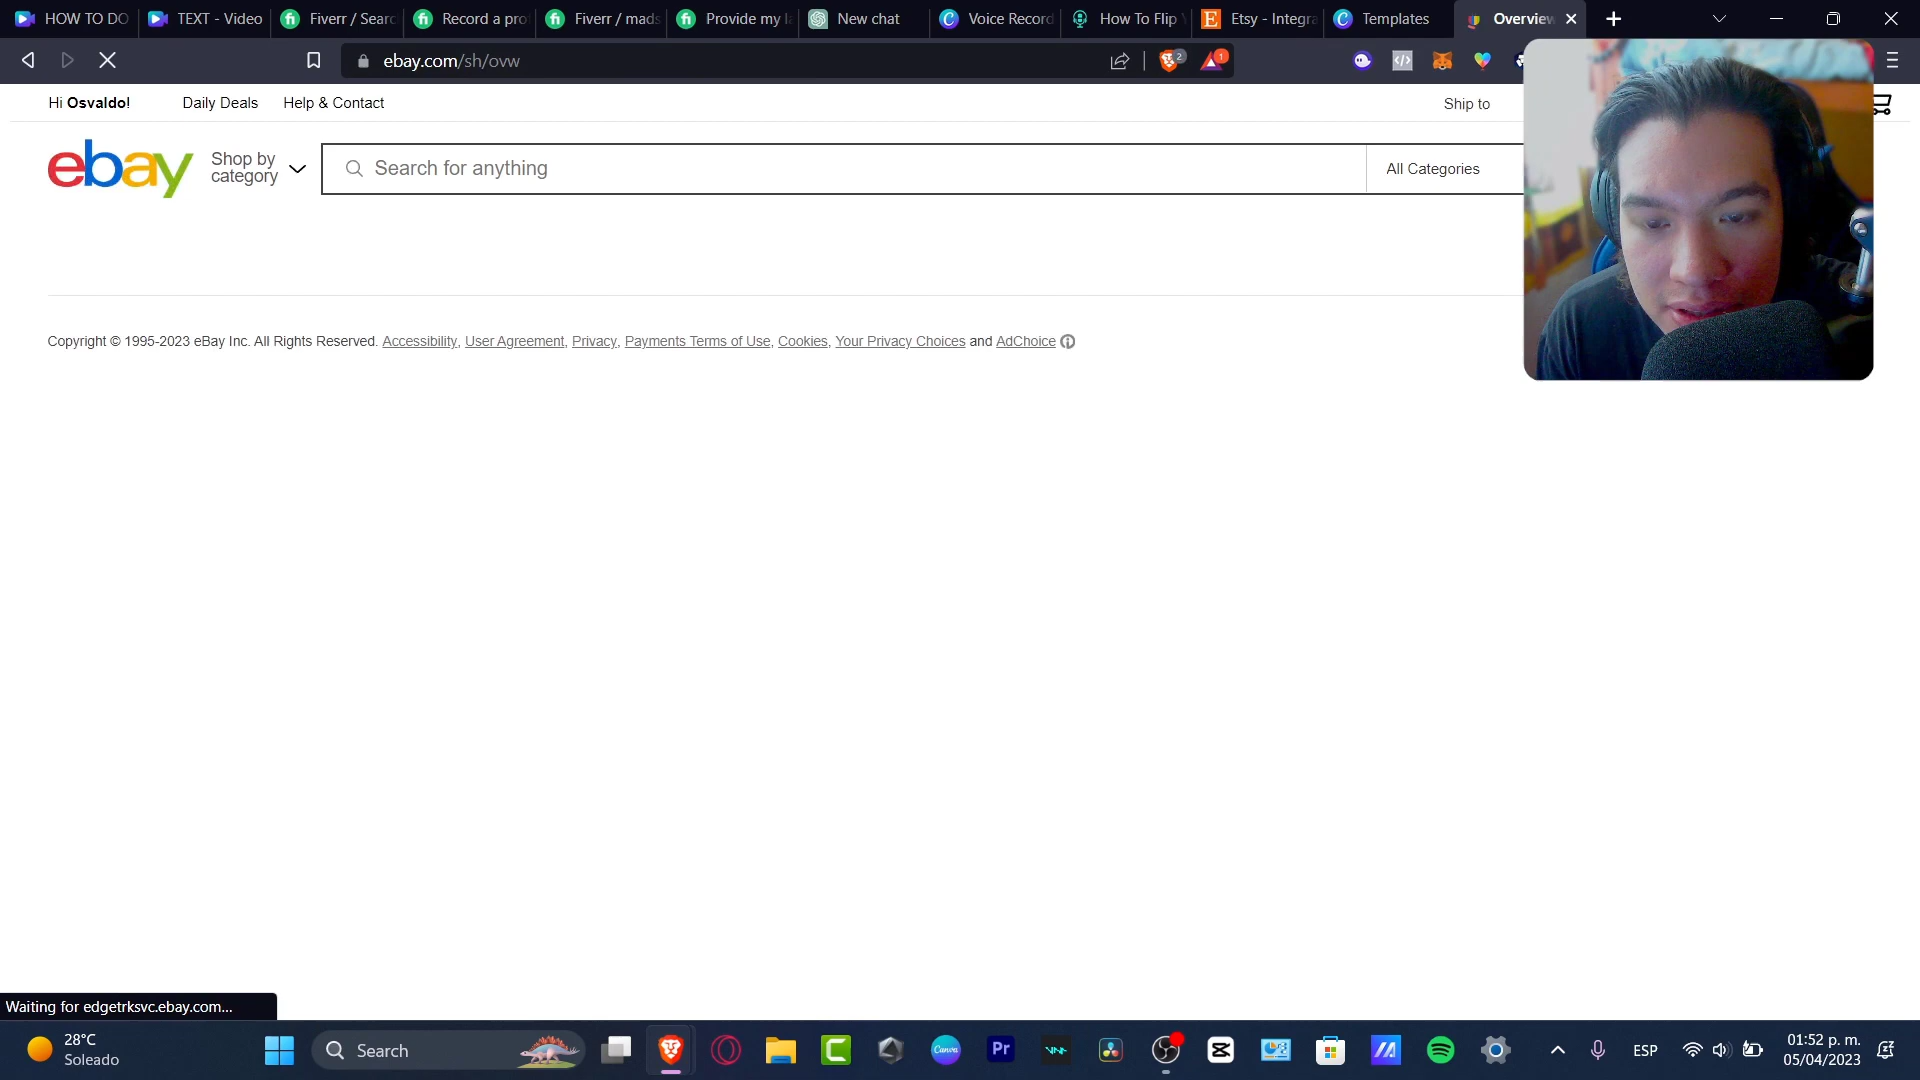 HOW TO DO
TEXT - Video
Fiverr / Searc
Record a pro
Fiverr / mads
Provide my l
New chat
Voice Record
How To Flip
Etsy - Integra
Templates
Overview
ebay.com/sh/ovw
2
1
Hi Osvaldo!
Daily Deals
Help & Contact
Ship to
ebay
Shop by
category
Search for anything
All Categories
Copyright © 1995-2023 eBay Inc. All Rights Reserved. Accessibility, User Agreement, Privacy, Payments Terms of Use, Cookies, Your Privacy Choices and AdChoice
Waiting for edgetrksvc.ebay.com...
28°C
Soleado
Search
Canva
Pr
ESP
01:52 p. m.
05/04/2023